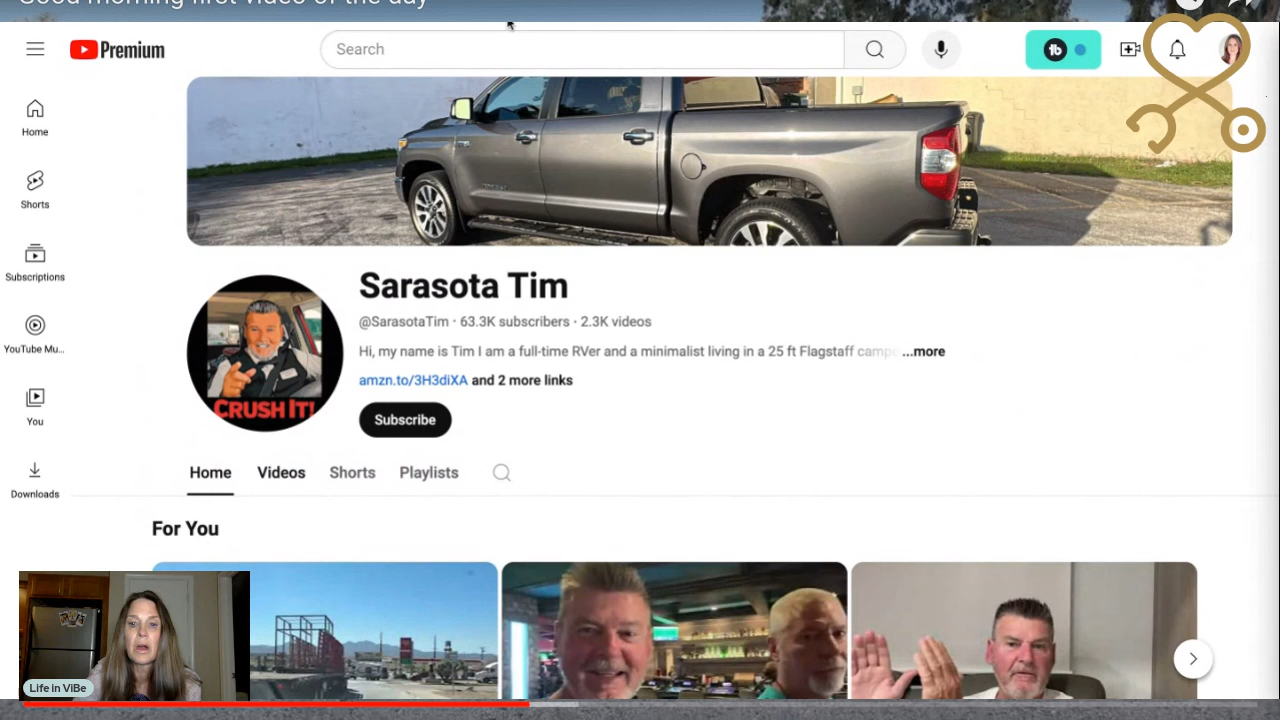 Good morning first video of the day
Premium
Search
Home
Shorts
Subscriptions
YouTube Mu...
You
Downloads
Sarasota Tim
@SarasotaTim · 63.3K subscribers · 2.3K videos
Hi, my name is Tim I am a full-time RVer and a minimalist living in a 25 ft Flagstaff campe ...more
amzn.to/3H3diXA and 2 more links
CRUSH IT!
Subscribe
Home Videos Shorts Playlists
For You
Life in ViBe